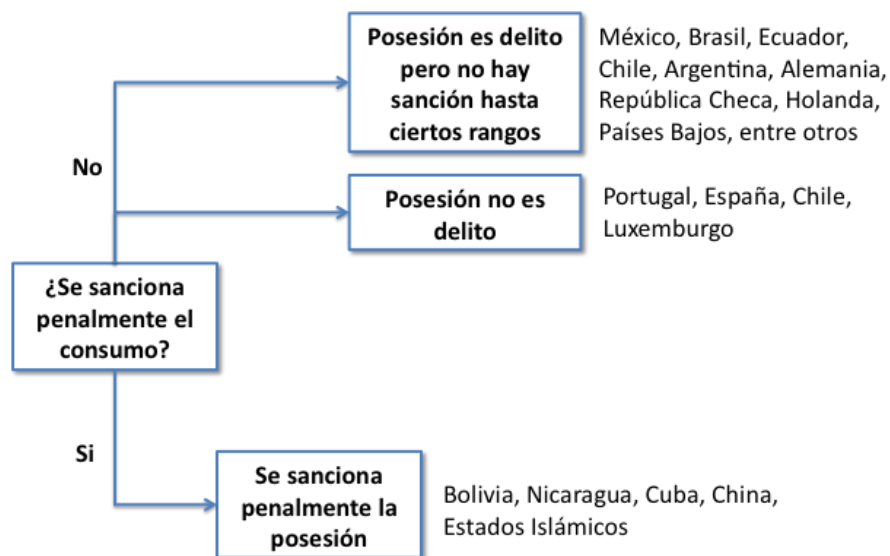 Posesión es delito
pero no hay
sanción hasta
ciertos rangos
México, Brasil, Ecuador,
Chile, Argentina, Alemania,
República Checa, Holanda,
Países Bajos, entre otros
No
Posesión no es
delito
Portugal, España, Chile,
Luxemburgo
¿Se sanciona
penalmente el
consumo?
Si
Se sanciona
penalmente la
posesión
Bolivia, Nicaragua, Cuba, China,
Estados Islámicos